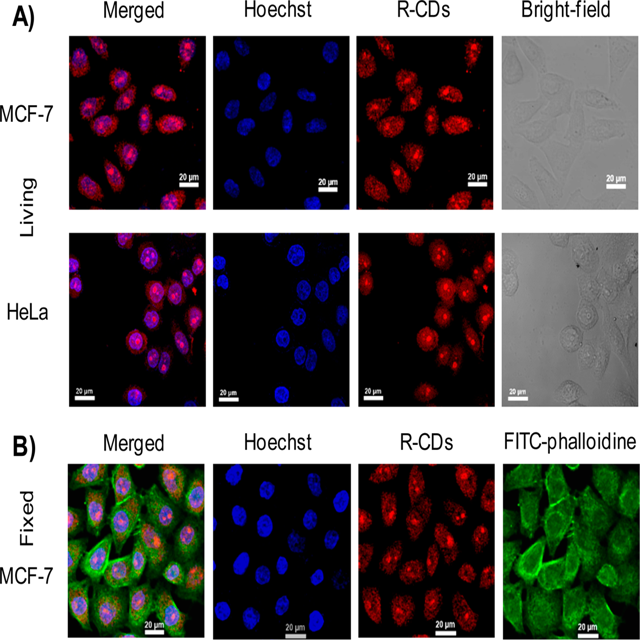 A)
Merged Hoechst R-CDs Bright-field
MCF-7
20 µm 20 µm 20 µm 20 µm
Living
HeLa
20 µm 20 µm 20 µm 20 µm
B)
Merged Hoechst R-CDs FITC-phalloidine
Fixed
MCF-7
20 µm 20 µm 20 µm 20 µm